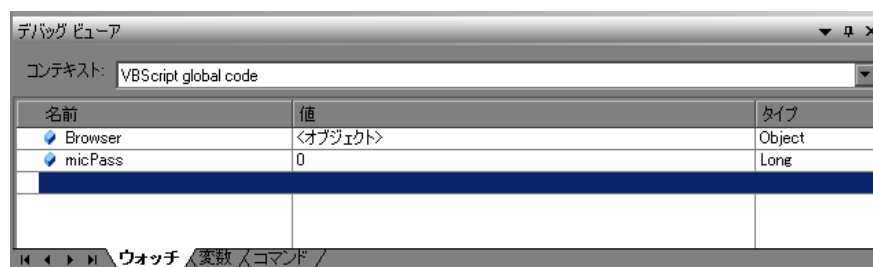 デバッグ ビューア
コンテキスト: VBScript global code
名前 値 タイプ
Browser <オブジェクト> Object
micPass 0 Long
ウォッチ 変数 コマンド